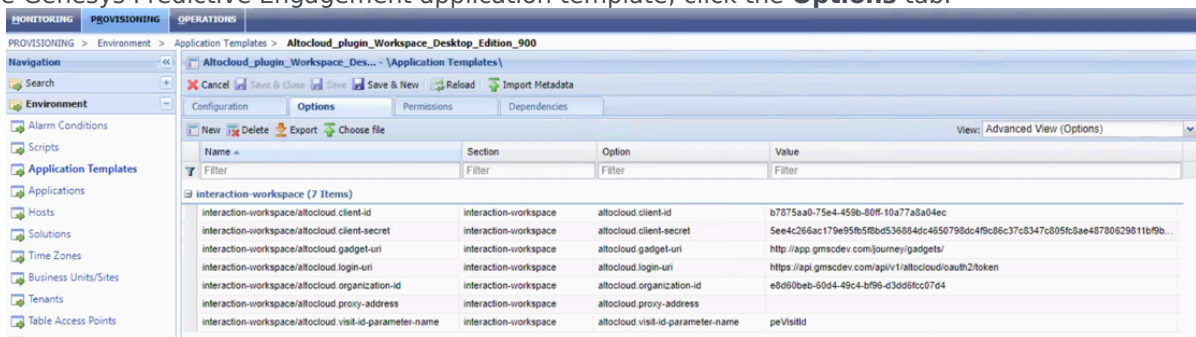 e Genesys Predictive Engagement application template, click the Options tab.
MONITORING PROVISIONING OPERATIONS
PROVISIONING > Environment > Application Templates > Altocloud_plugin_Workspace_Desktop_Edition_900
Navigation
Altocloud_plugin_Workspace_Des... - \Application Templates\
Search
Cancel Save & Close Save Save & New Reload Import Metadata
Environment
Configuration Options Permissions Dependencies
Alarm Conditions
New Delete Export Choose file View: Advanced View (Options)
Scripts
Name Section Option Value
Application Templates
Filter Filter Filter Filter
Applications
interaction-workspace (7 Items)
Hosts
interaction-workspace/altocloud.client-id interaction-workspace altocloud.client-id b7875aa0-75e4-459b-80ff-10a77a8a04ec
Solutions
interaction-workspace/altocloud.client-secret interaction-workspace altocloud.client-secret 5ee4c266ac179e95fb5f8bd536884dc4650798dc4f9c86c37c8347c805fc8ae48780629811bf9b...
Time Zones
interaction-workspace/altocloud.gadget-uri interaction-workspace altocloud.gadget-uri http://app.gmscdev.com/journey/gadgets/
interaction-workspace/altocloud.login-uri interaction-workspace altocloud.login-uri https://api.gmscdev.com/api/v1/altocloud/oauth2/token
Business Units/Sites
interaction-workspace/altocloud.organization-id interaction-workspace altocloud.organization-id e8d60beb-60d4-49c4-bf96-d3dd6fcc07d4
Tenants
interaction-workspace/altocloud.proxy-address interaction-workspace altocloud.proxy-address
Table Access Points
interaction-workspace/altocloud.visit-id-parameter-name interaction-workspace altocloud.visit-id-parameter-name peVisitId